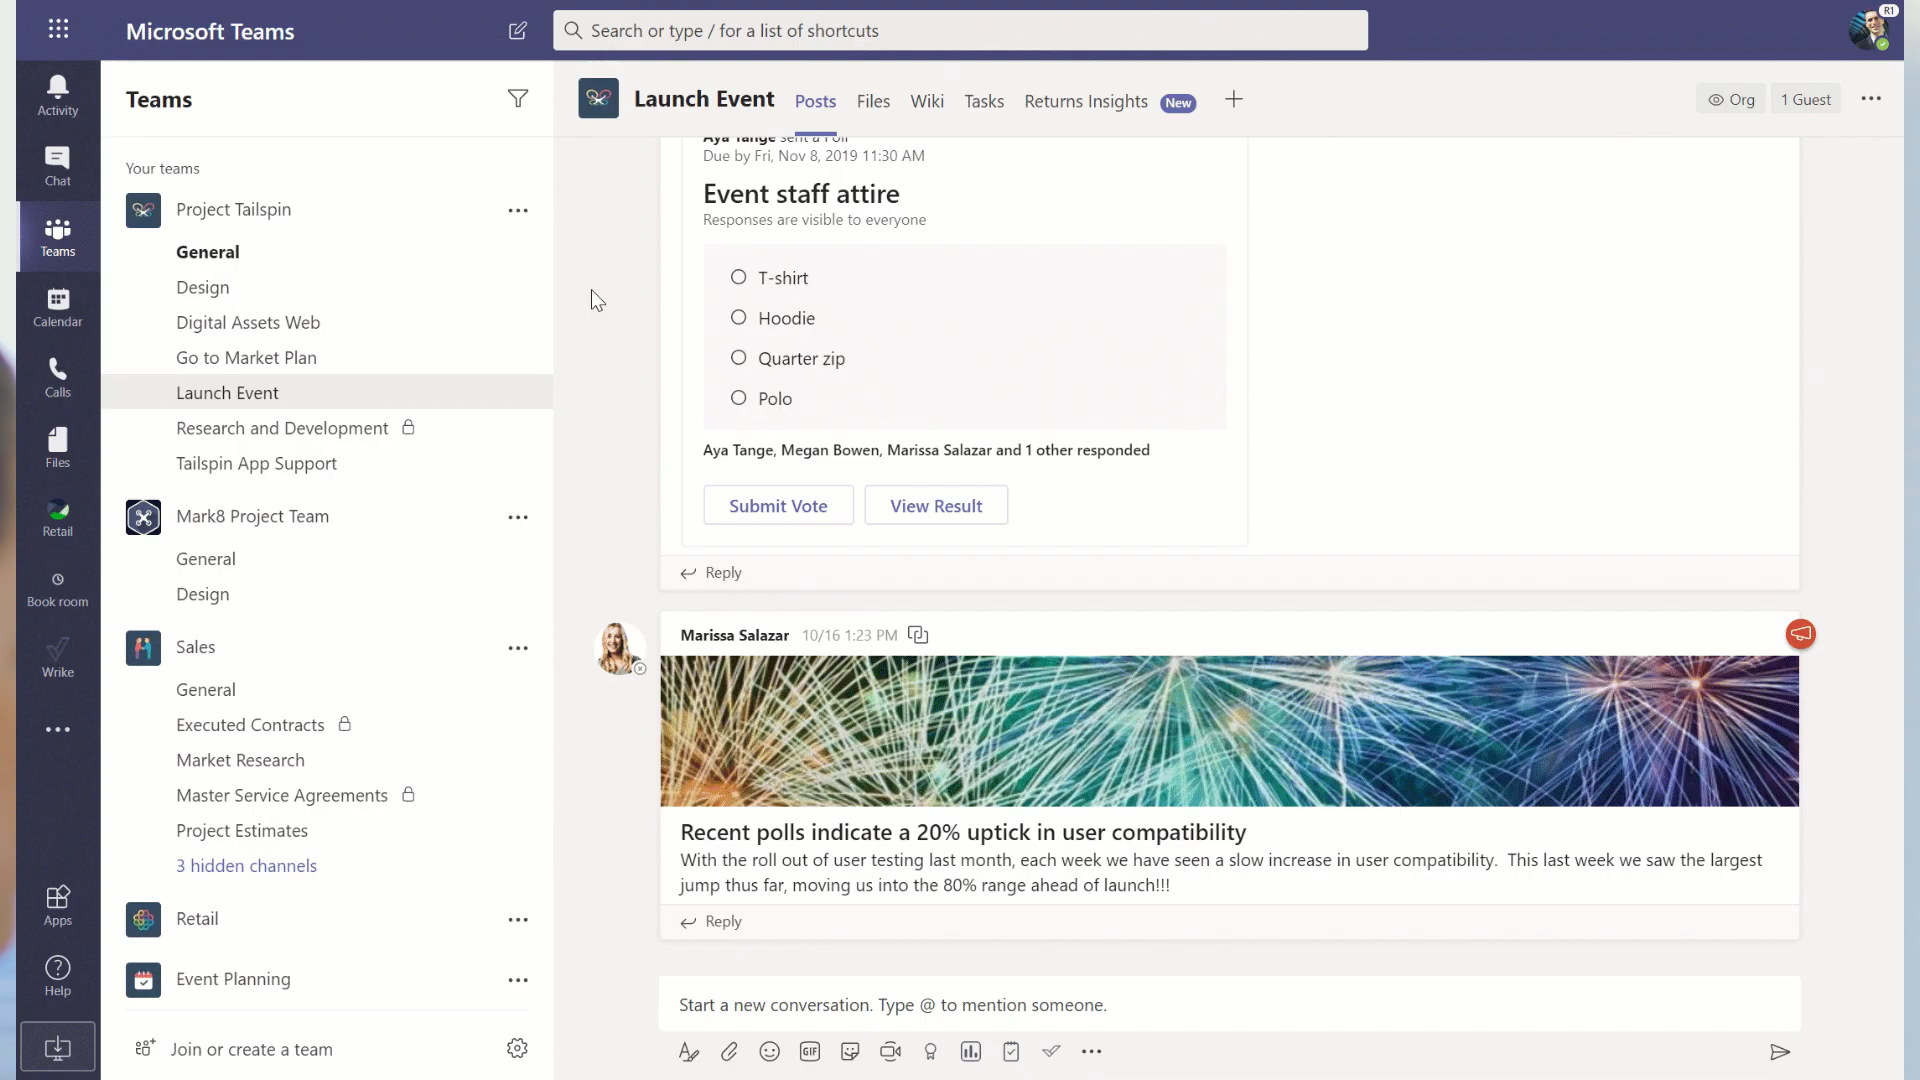 Microsoft Teams
Search or type / for a list of shortcuts
R1
Activity
Chat
Teams
Calendar
Calls
Files
Retail
Book room
Wrike
Apps
Help
Teams
Your teams
Project Tailspin
General
Design
Digital Assets Web
Go to Market Plan
Launch Event
Research and Development
Tailspin App Support
Mark8 Project Team
General
Design
Sales
General
Executed Contracts
Market Research
Master Service Agreements
Project Estimates
3 hidden channels
Retail
Event Planning
Join or create a team
Launch Event Posts Files Wiki Tasks Returns Insights New
Org 1 Guest
Aya Tange sent a Poll
Due by Fri, Nov 8, 2019 11:30 AM
Event staff attire
Responses are visible to everyone
T-shirt
Hoodie
Quarter zip
Polo
Aya Tange, Megan Bowen, Marissa Salazar and 1 other responded
Submit Vote View Result
Reply
Marissa Salazar 10/16 1:23 PM
Recent polls indicate a 20% uptick in user compatibility
With the roll out of user testing last month, each week we have seen a slow increase in user compatibility. This last week we saw the largest
jump thus far, moving us into the 80% range ahead of launch!!!
Reply
Start a new conversation. Type @ to mention someone.
GIF